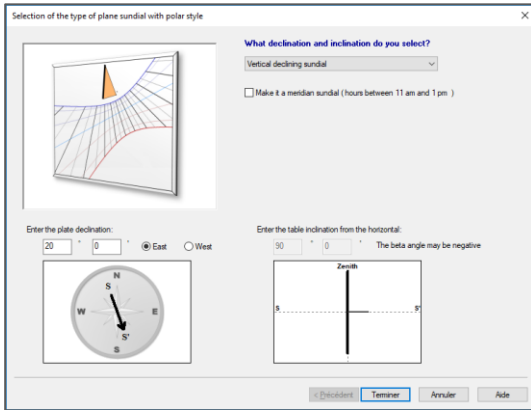 Selection of the type of plane sundial with polar style
What declination and inclination do you select?
Vertical declining sundial
Make it a meridian sundial ( hours between 11 am and 1 pm )
Enter the plate declination:
20 ° 0 ' East West
Enter the table inclination from the horizontal:
90 ° 0 ' The beta angle may be negative
N
S
W E
S'
S
Zenith
S S'
< Précédent Terminer Annuler Aide